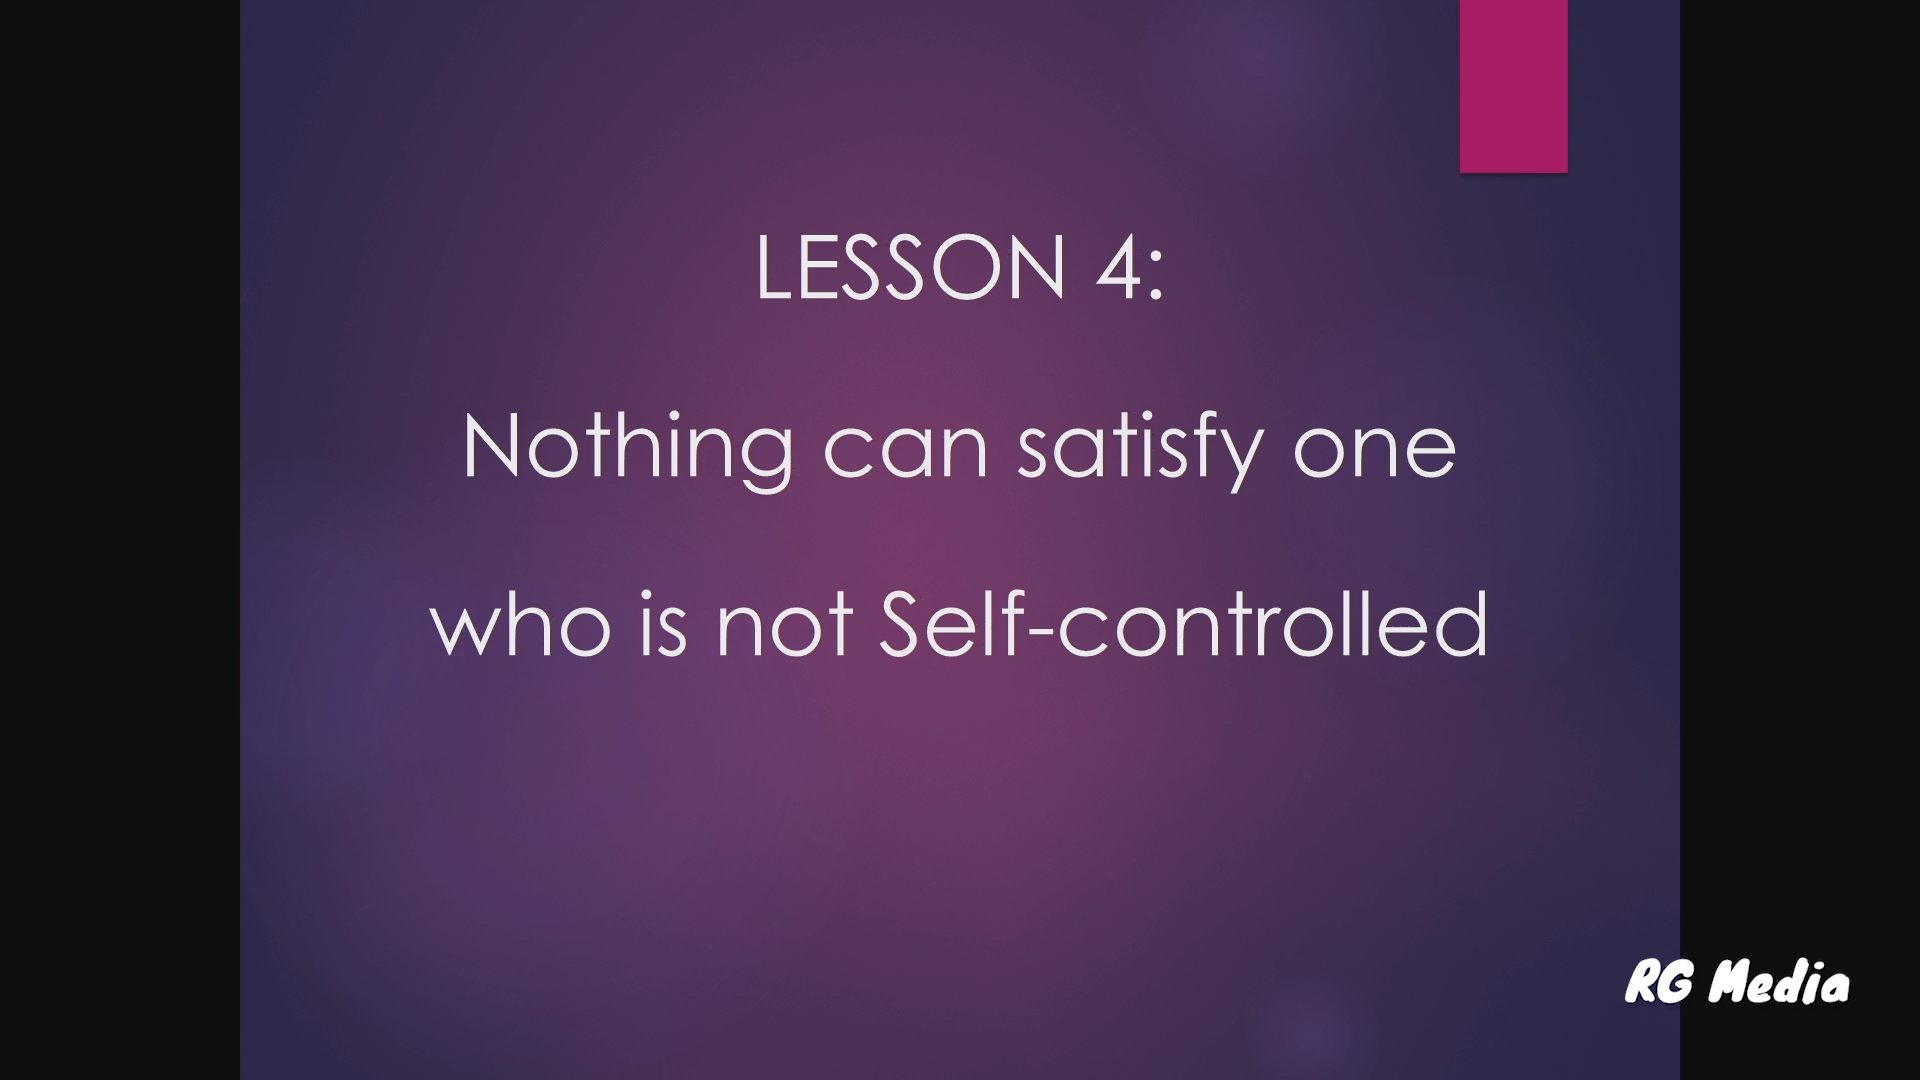 LESSON 4:
Nothing can satisfy one
who is not Self-controlled
RG Media